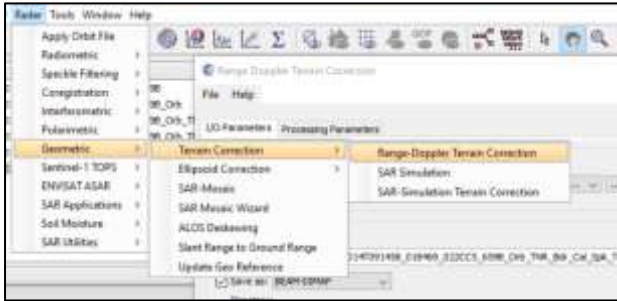 Radar Tools Window Help
Apply Orbit File
Radiometric
Speckle Filtering
Coregistration
Interferometric
Polarimetric
Geometric
Sentinel-1 TOPS
ENVISAT ASAR
SAR Applications
Soil Moisture
SAR Utilities
Range Doppler Terrain Correction
File Help
I/O Parameters Processing Parameters
Terrain Correction
Ellipsoid Correction
SAR-Mosaic
SAR Mosaic Wizard
ALOS Deskewing
Slant Range to Ground Range
Update Geo Reference
Range-Doppler Terrain Correction
SAR Simulation
SAR-Simulation Terrain Correction
Save as: BEAM-DIMAP